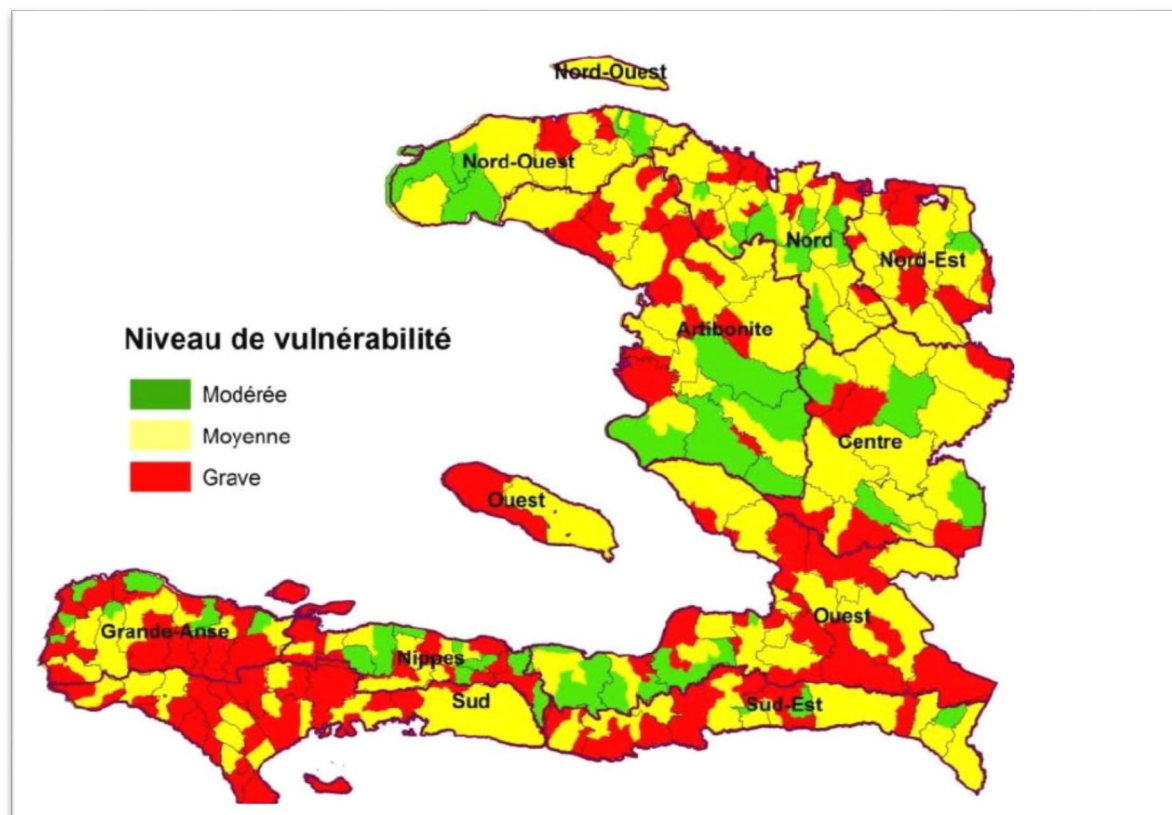 Nord-Ouest
Nord-Ouest
Nord
Nord-Est
Artibonite
Niveau de vulnérabilité
Modérée
Moyenne
Grave
Centre
Ouest
Ouest
Grande-Anse
Nippes
Sud
Sud-Est